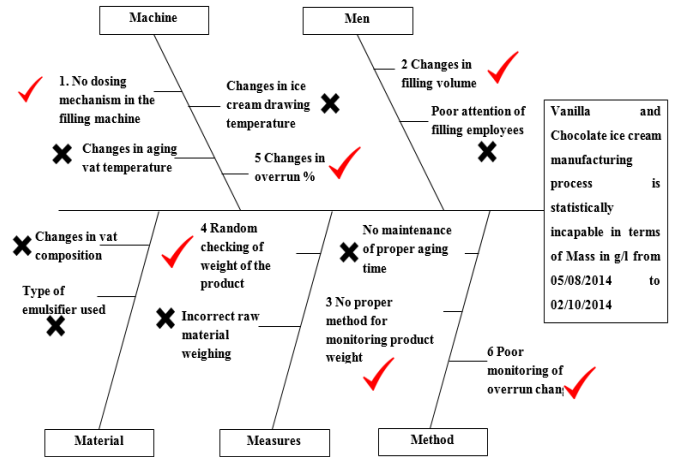 Machine
Men
1. No dosing
mechanism in the
filling machine
Changes in ice
cream drawing
temperature
2 Changes in
filling volume
Poor attention of
filling employees
Changes in aging
vat temperature
5 Changes in
overrun %
Vanilla and
Chocolate ice cream
manufacturing
process is
statistically
incapable in terms
of Mass in g/l from
05/08/2014 to
02/10/2014
Changes in vat
composition
Type of
emulsifier used
4 Random
checking of
weight of the
product
Incorrect raw
material
weighing
No maintenance
of proper aging
time
3 No proper
method for
monitoring product
weight
6 Poor
monitoring of
overrun
Material
Measures
Method